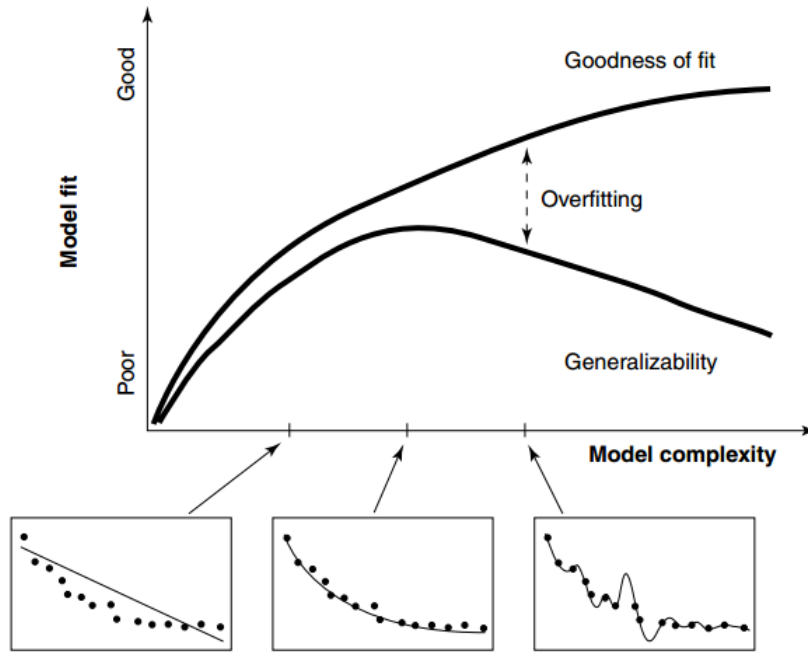 Good
Goodness of fit
Model fit
Overfitting
Poor
Generalizability
Model complexity